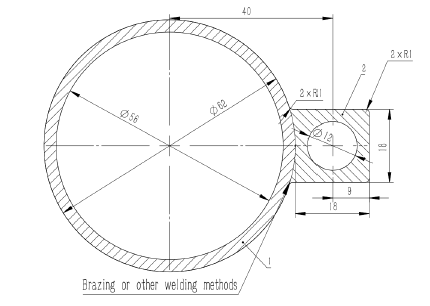 40
2×R1
2
2×R1
Ø56
Ø62
Ø12
18
9
18
1
Brazing or other welding methods